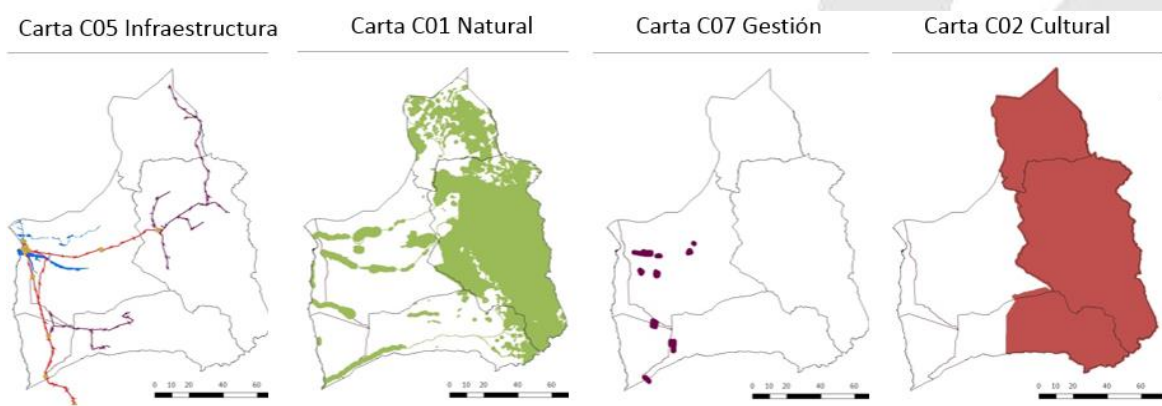 Carta C05 Infraestructura
Carta C01 Natural
Carta C07 Gestión
Carta C02 Cultural
0 10 20 40 60
0 10 20 40 60
0 10 20 40 60
0 10 20 40 60